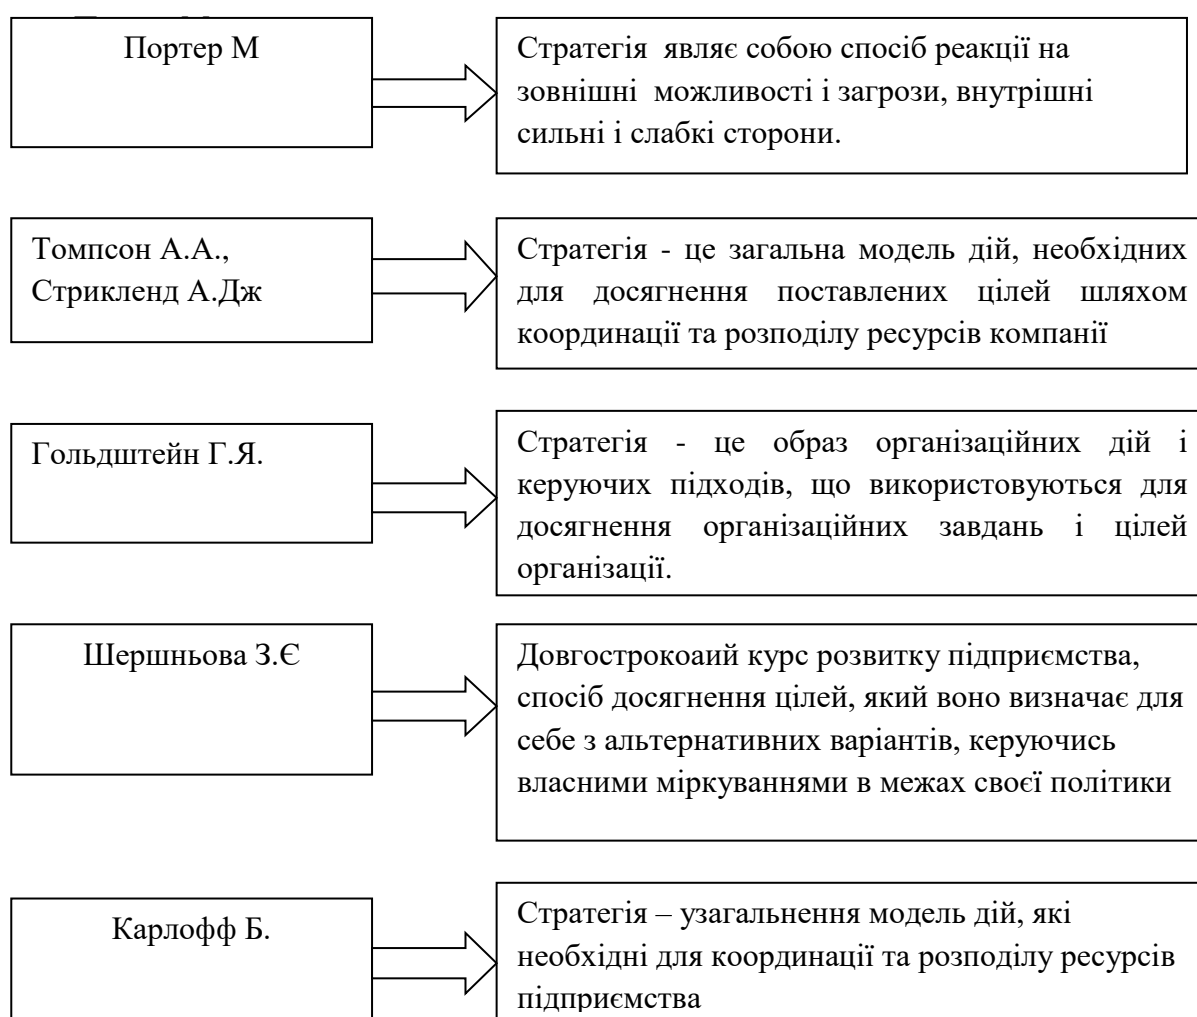 Портер М
Стратегія являє собою спосіб реакції на
зовнішні можливості і загрози, внутрішні
сильні і слабкі сторони.
Томпсон А.А.,
Стрикленд А.Дж
Стратегія - це загальна модель дій, необхідних
для досягнення поставлених цілей шляхом
координації та розподілу ресурсів компанії
Гольдштейн Г.Я.
Стратегія - це образ організаційних дій і
керуючих підходів, що використовуються для
досягнення організаційних завдань і цілей
організації.
Шершньова З.Є
Довгострокоаий курс розвитку підприємства,
спосіб досягнення цілей, який воно визначає для
себе з альтернативних варіантів, керуючись
власними міркуваннями в межах своєї політики
Карлофф Б.
Стратегія – узагальнення модель дій, які
необхідні для координації та розподілу ресурсів
підприємства